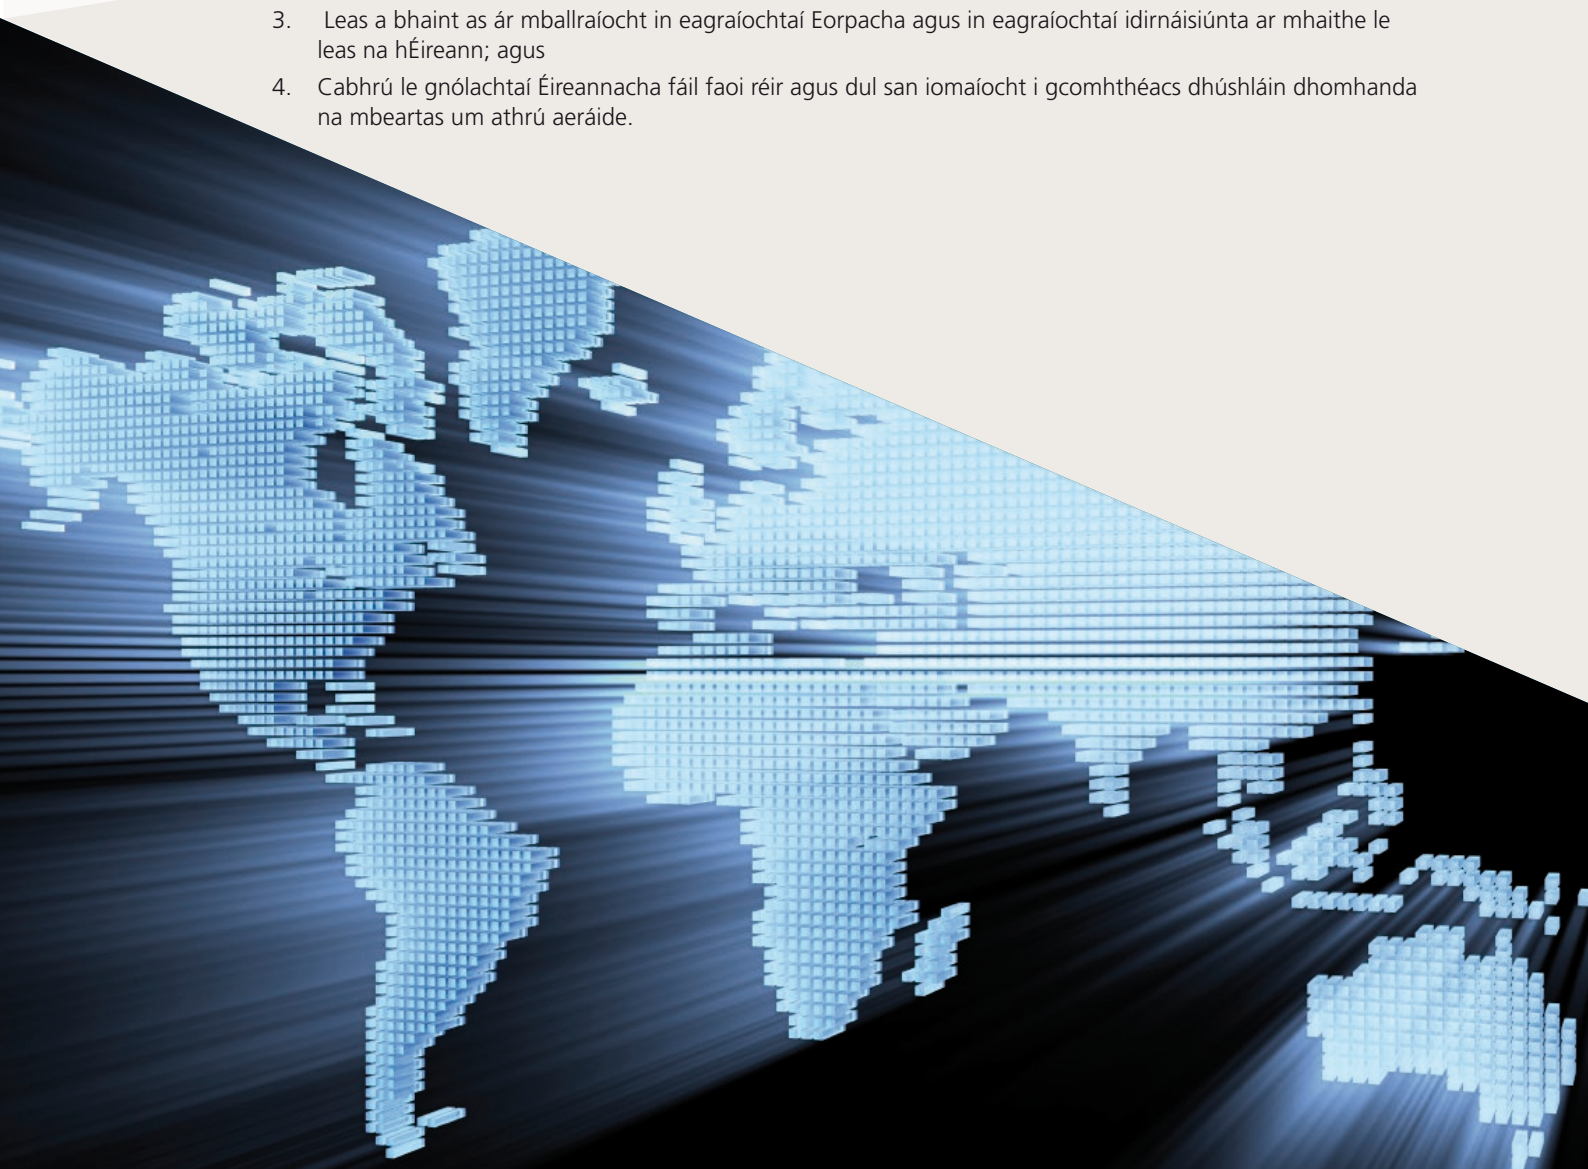 3. Leas a bhaint as ár mballraíocht in eagraíochtaí Eorpacha agus in eagraíochtaí idirnáisiúnta ar mhaithe le
leas na hÉireann; agus
4. Cabhrú le gnólachtaí Éireannacha fáil faoi réir agus dul san iomaíocht i gcomhthéacs dhúshláin dhomhanda
na mbeartas um athrú aeráide.